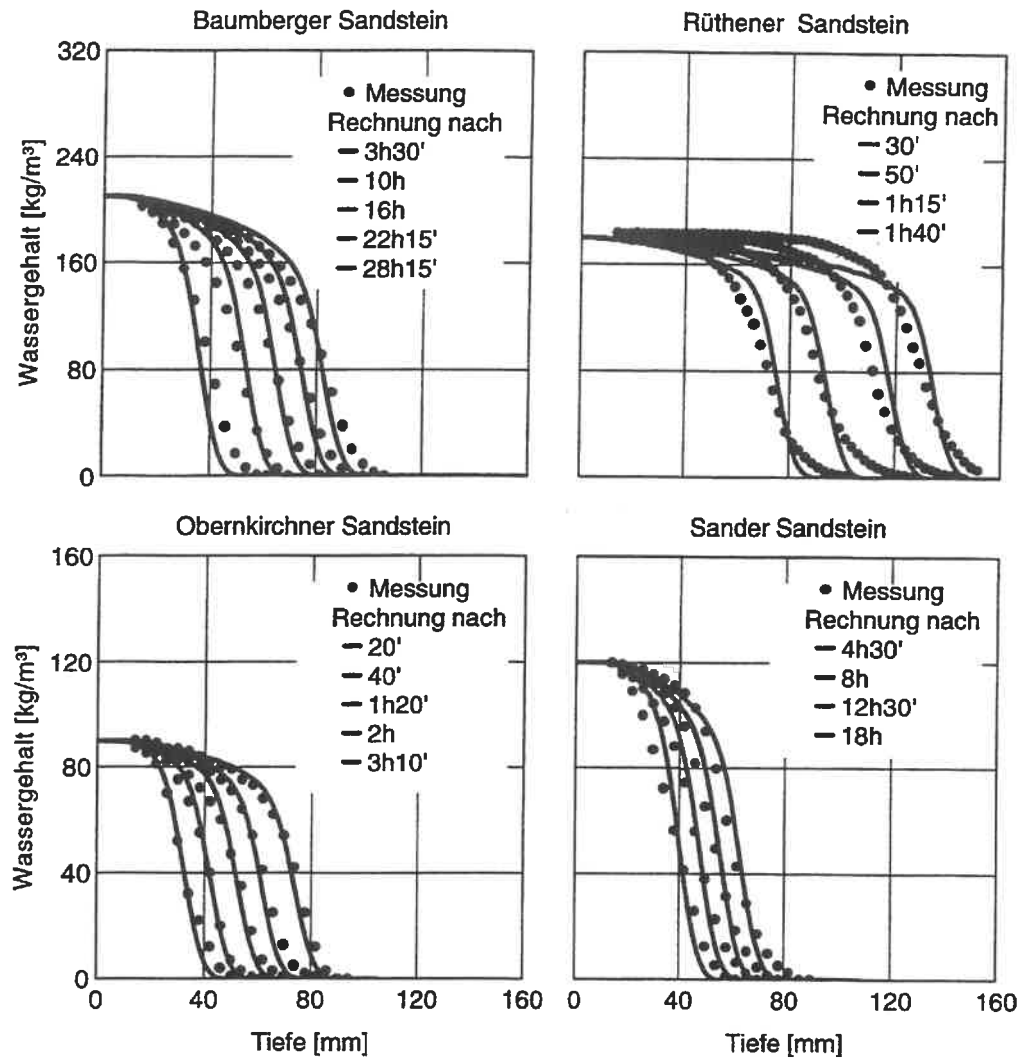 Baumberger Sandstein
Wassergehalt [kg/m³]
320
240
160
80
0
Messung
Rechnung nach
3h30'
10h
16h
22h15'
28h15'
Rüthener Sandstein
Messung
Rechnung nach
30'
50'
1h15'
1h40'
Obernkirchner Sandstein
Wassergehalt [kg/m³]
160
120
80
40
0
Messung
Rechnung nach
20'
40'
1h20'
2h
3h10'
0 40 80 120 160
Tiefe [mm]
Sander Sandstein
Messung
Rechnung nach
4h30'
8h
12h30'
18h
0 40 80 120 160
Tiefe [mm]